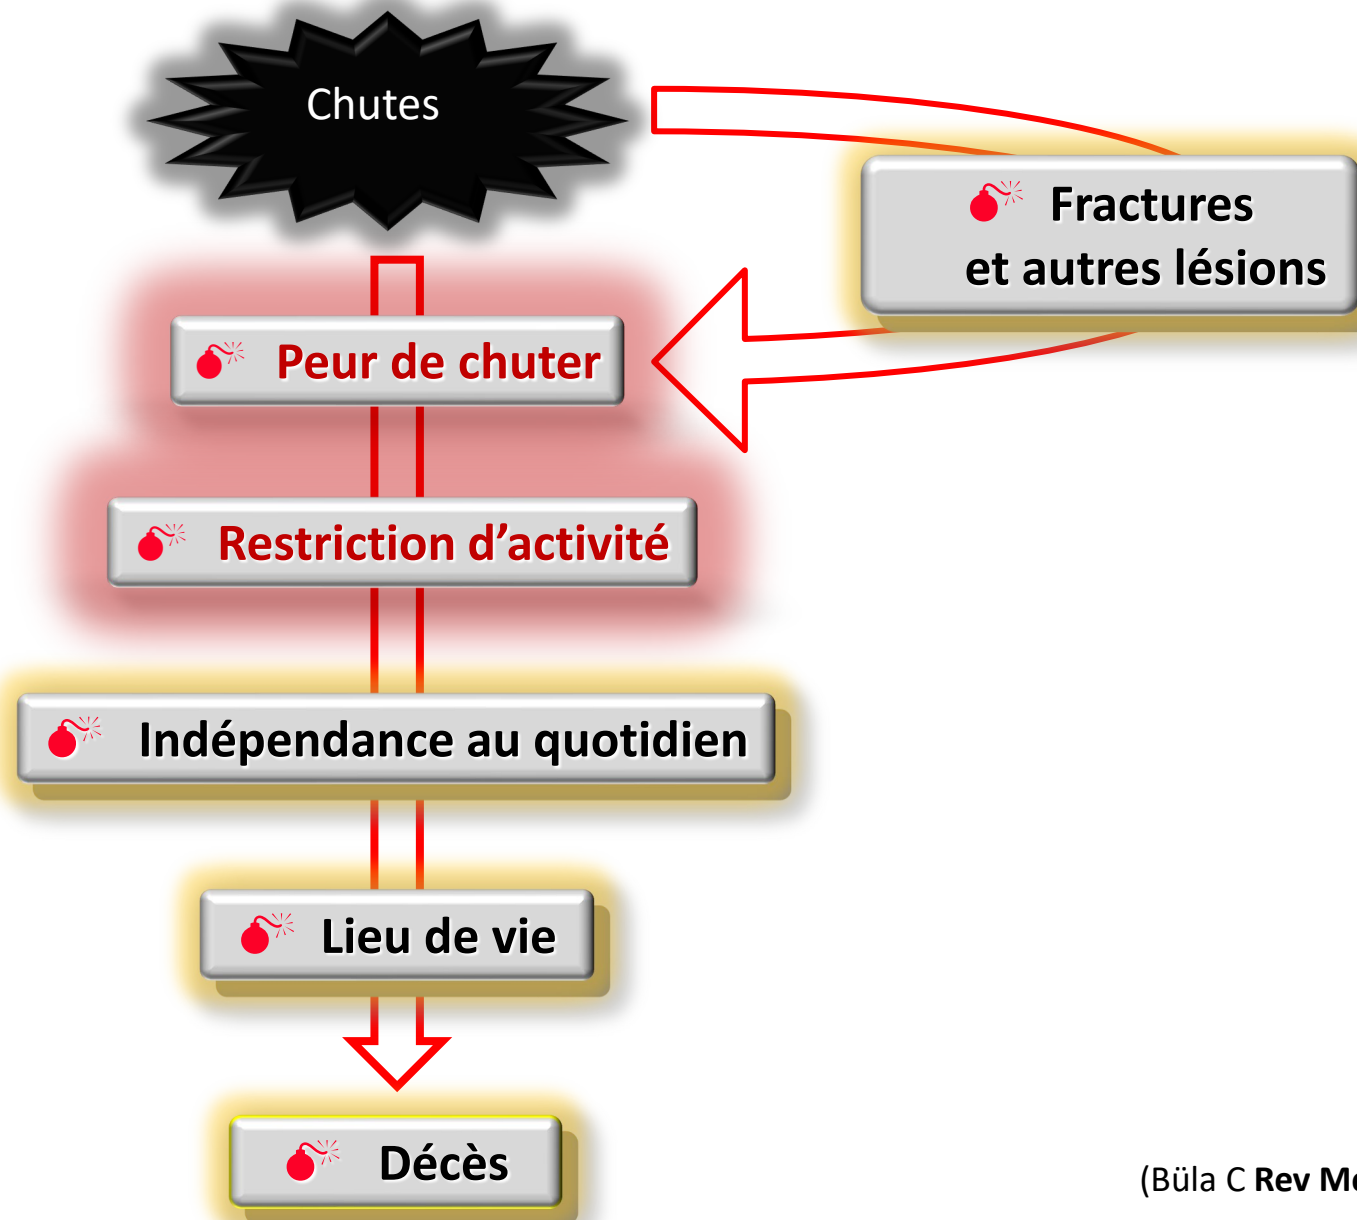 Chutes
Fractures
et autres lésions
Peur de chuter
Restriction d’activité
Indépendance au quotidien
Lieu de vie
Décès
(Büla C Rev